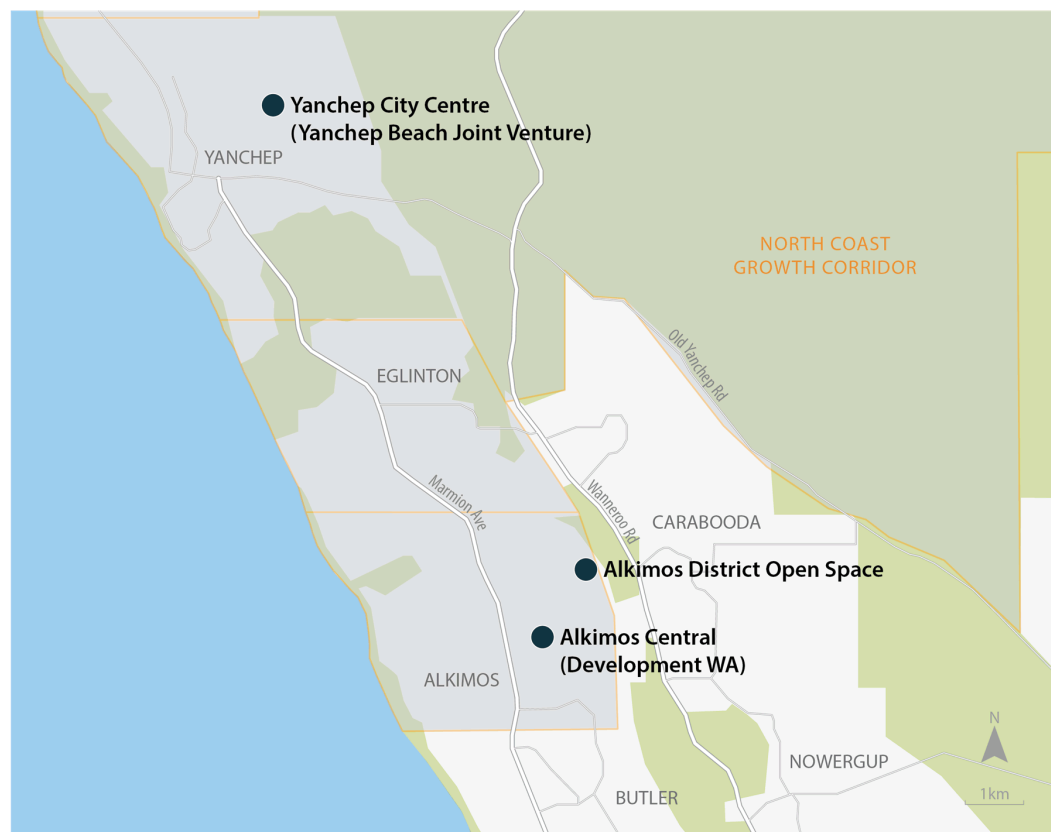 Yanchep City Centre
(Yanchep Beach Joint Venture)
YANCHEP
NORTH COAST
GROWTH CORRIDOR
Old Yanchep Rd
EGLINTON
Marmion Ave
Wanneroo Rd
CARABOODA
Alkimos District Open Space
Alkimos Central
(Development WA)
ALKIMOS
N
NOWERGUP
1km
BUTLER